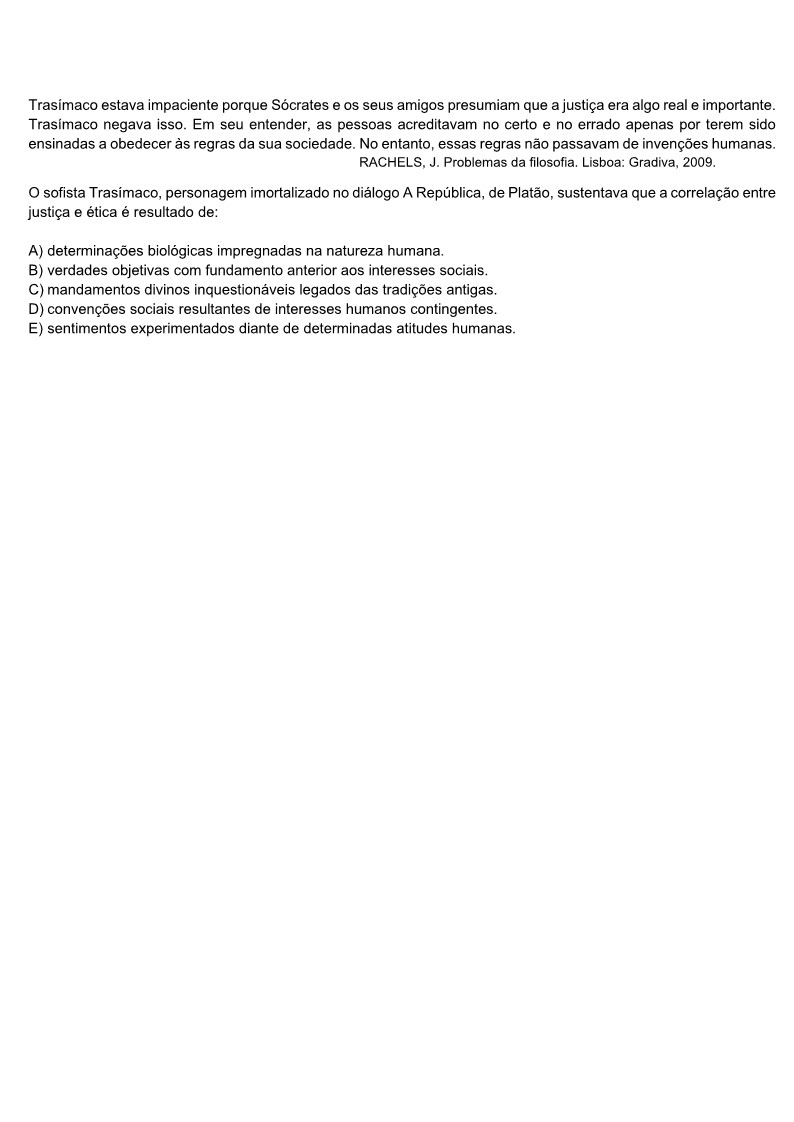 Trasímaco estava impaciente porque Sócrates e os seus amigos presumiam que a justiça era algo real e importante.
Trasímaco negava isso. Em seu entender, as pessoas acreditavam no certo e no errado apenas por terem sido
ensinadas a obedecer às regras da sua sociedade. No entanto, essas regras não passavam de invenções humanas.
RACHELS, J. Problemas da filosofia. Lisboa: Gradiva, 2009.
O sofista Trasímaco, personagem imortalizado no diálogo A República, de Platão, sustentava que a correlação entre
justiça e ética é resultado de:
A) determinações biológicas impregnadas na natureza humana.
B) verdades objetivas com fundamento anterior aos interesses sociais.
C) mandamentos divinos inquestionáveis legados das tradições antigas.
D) convenções sociais resultantes de interesses humanos contingentes.
E) sentimentos experimentados diante de determinadas atitudes humanas.